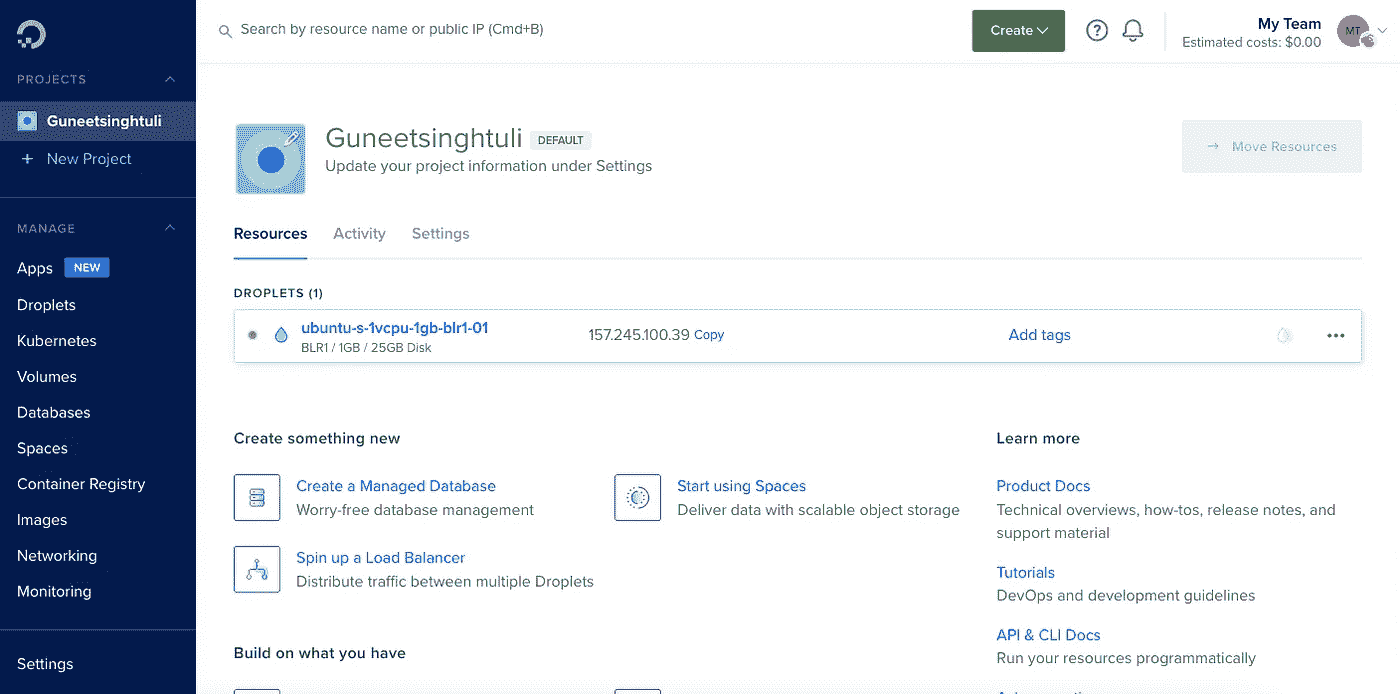 Search by resource name or public IP (Cmd+B)
Create
My Team
Estimated costs: $0.00
MT
PROJECTS
Guneetsinghtuli
+ New Project
MANAGE
Apps NEW
Droplets
Kubernetes
Volumes
Databases
Spaces
Container Registry
Images
Networking
Monitoring
Settings
Guneetsinghtuli DEFAULT
Update your project information under Settings
→ Move Resources
Resources Activity Settings
DROPLETS (1)
ubuntu-s-1vcpu-1gb-blr1-01
BLR1 / 1GB / 25GB Disk
157.245.100.39 Copy
Add tags
Create something new
Create a Managed Database
Worry-free database management
Start using Spaces
Deliver data with scalable object storage
Spin up a Load Balancer
Distribute traffic between multiple Droplets
Build on what you have
Learn more
Product Docs
Technical overviews, how-tos, release notes, and
support material
Tutorials
DevOps and development guidelines
API & CLI Docs
Run your resources programmatically